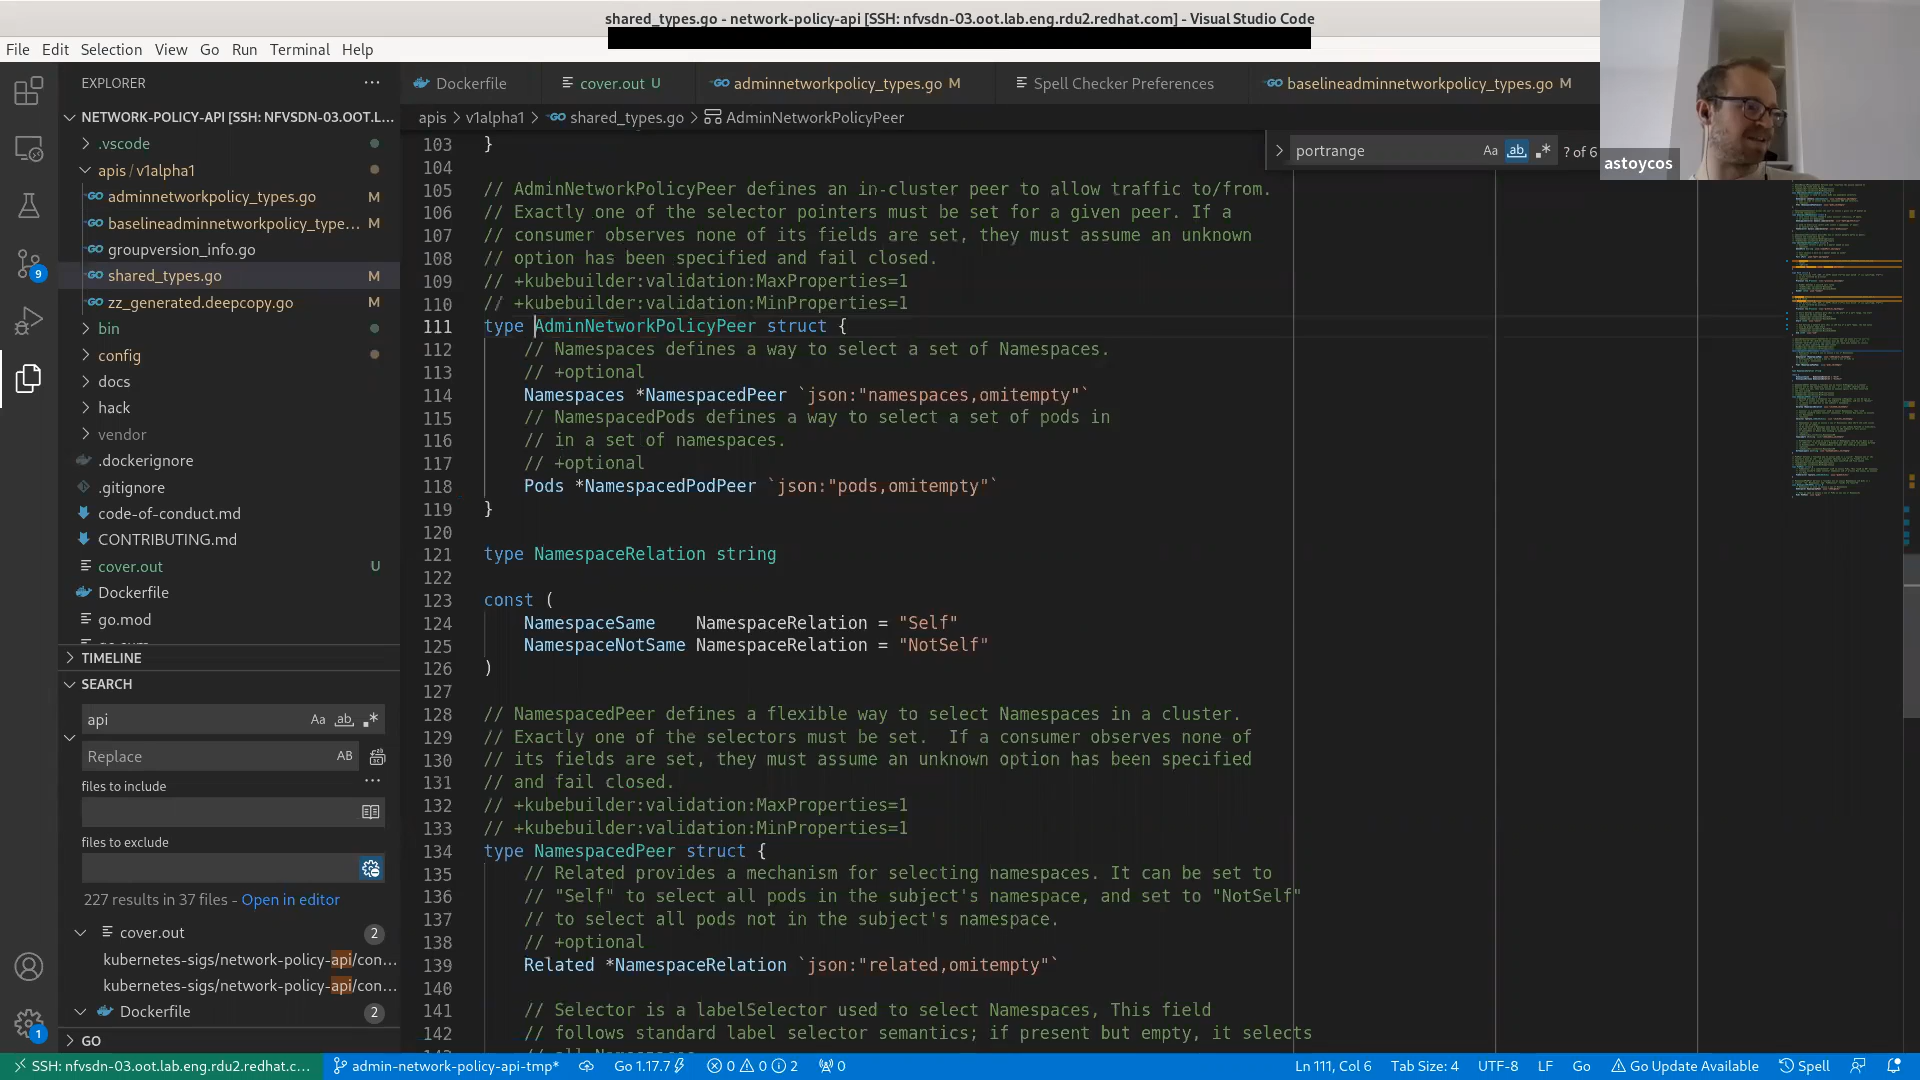 shared_types.go - network-policy-api [SSH: nfvsdn-03.oot.lab.eng.rdu2.redhat.com] - Visual Studio Code
File Edit Selection View Go Run Terminal Help
EXPLORER
NETWORK-POLICY-API [SSH: NFVSDN-03.OOT.L...
.vscode
apis / v1alpha1
adminnetworkpolicy_types.go M
baselineadminnetworkpolicy_type... M
groupversion_info.go
shared_types.go M
zz_generated.deepcopy.go M
bin
config
docs
hack
vendor
.dockerignore
.gitignore
code-of-conduct.md
CONTRIBUTING.md
cover.out U
Dockerfile
go.mod
TIMELINE
SEARCH
api Aa ab
Replace AB
files to include
files to exclude
227 results in 37 files - Open in editor
cover.out 2
kubernetes-sigs/network-policy-api/con...
kubernetes-sigs/network-policy-api/con...
Dockerfile 2
GO
9
1
Dockerfile cover.out U adminnetworkpolicy_types.go M Spell Checker Preferences baselineadminnetworkpolicy_types.go M
apis > v1alpha1 > shared_types.go > AdminNetworkPolicyPeer
portrange Aa ab ? of 6
astoycos
103 }
104
105 // AdminNetworkPolicyPeer defines an in-cluster peer to allow traffic to/from.
106 // Exactly one of the selector pointers must be set for a given peer. If a
107 // consumer observes none of its fields are set, they must assume an unknown
108 // option has been specified and fail closed.
109 // +kubebuilder:validation:MaxProperties=1
110 // +kubebuilder:validation:MinProperties=1
111 type AdminNetworkPolicyPeer struct {
112 // Namespaces defines a way to select a set of Namespaces.
113 // +optional
114 Namespaces *NamespacedPeer `json:"namespaces,omitempty"`
115 // NamespacedPods defines a way to select a set of pods in
116 // in a set of namespaces.
117 // +optional
118 Pods *NamespacedPodPeer `json:"pods,omitempty"`
119 }
120
121 type NamespaceRelation string
122
123 const (
124 NamespaceSame NamespaceRelation = "Self"
125 NamespaceNotSame NamespaceRelation = "NotSelf"
126 )
127
128 // NamespacedPeer defines a flexible way to select Namespaces in a cluster.
129 // Exactly one of the selectors must be set.  If a consumer observes none of
130 // its fields are set, they must assume an unknown option has been specified
131 // and fail closed.
132 // +kubebuilder:validation:MaxProperties=1
133 // +kubebuilder:validation:MinProperties=1
134 type NamespacedPeer struct {
135 // Related provides a mechanism for selecting namespaces. It can be set to
136 // "Self" to select all pods in the subject's namespace, and set to "NotSelf"
137 // to select all pods not in the subject's namespace.
138 // +optional
139 Related *NamespaceRelation `json:"related,omitempty"`
140
141 // Selector is a labelSelector used to select Namespaces, This field
142 // follows standard label selector semantics; if present but empty, it selects
SSH: nfvsdn-03.oot.lab.eng.rdu2.redhat.c... admin-network-policy-api-tmp* Go 1.17.7 0 0 2 0 Ln 111, Col 6 Tab Size: 4 UTF-8 LF Go Go Update Available Spell